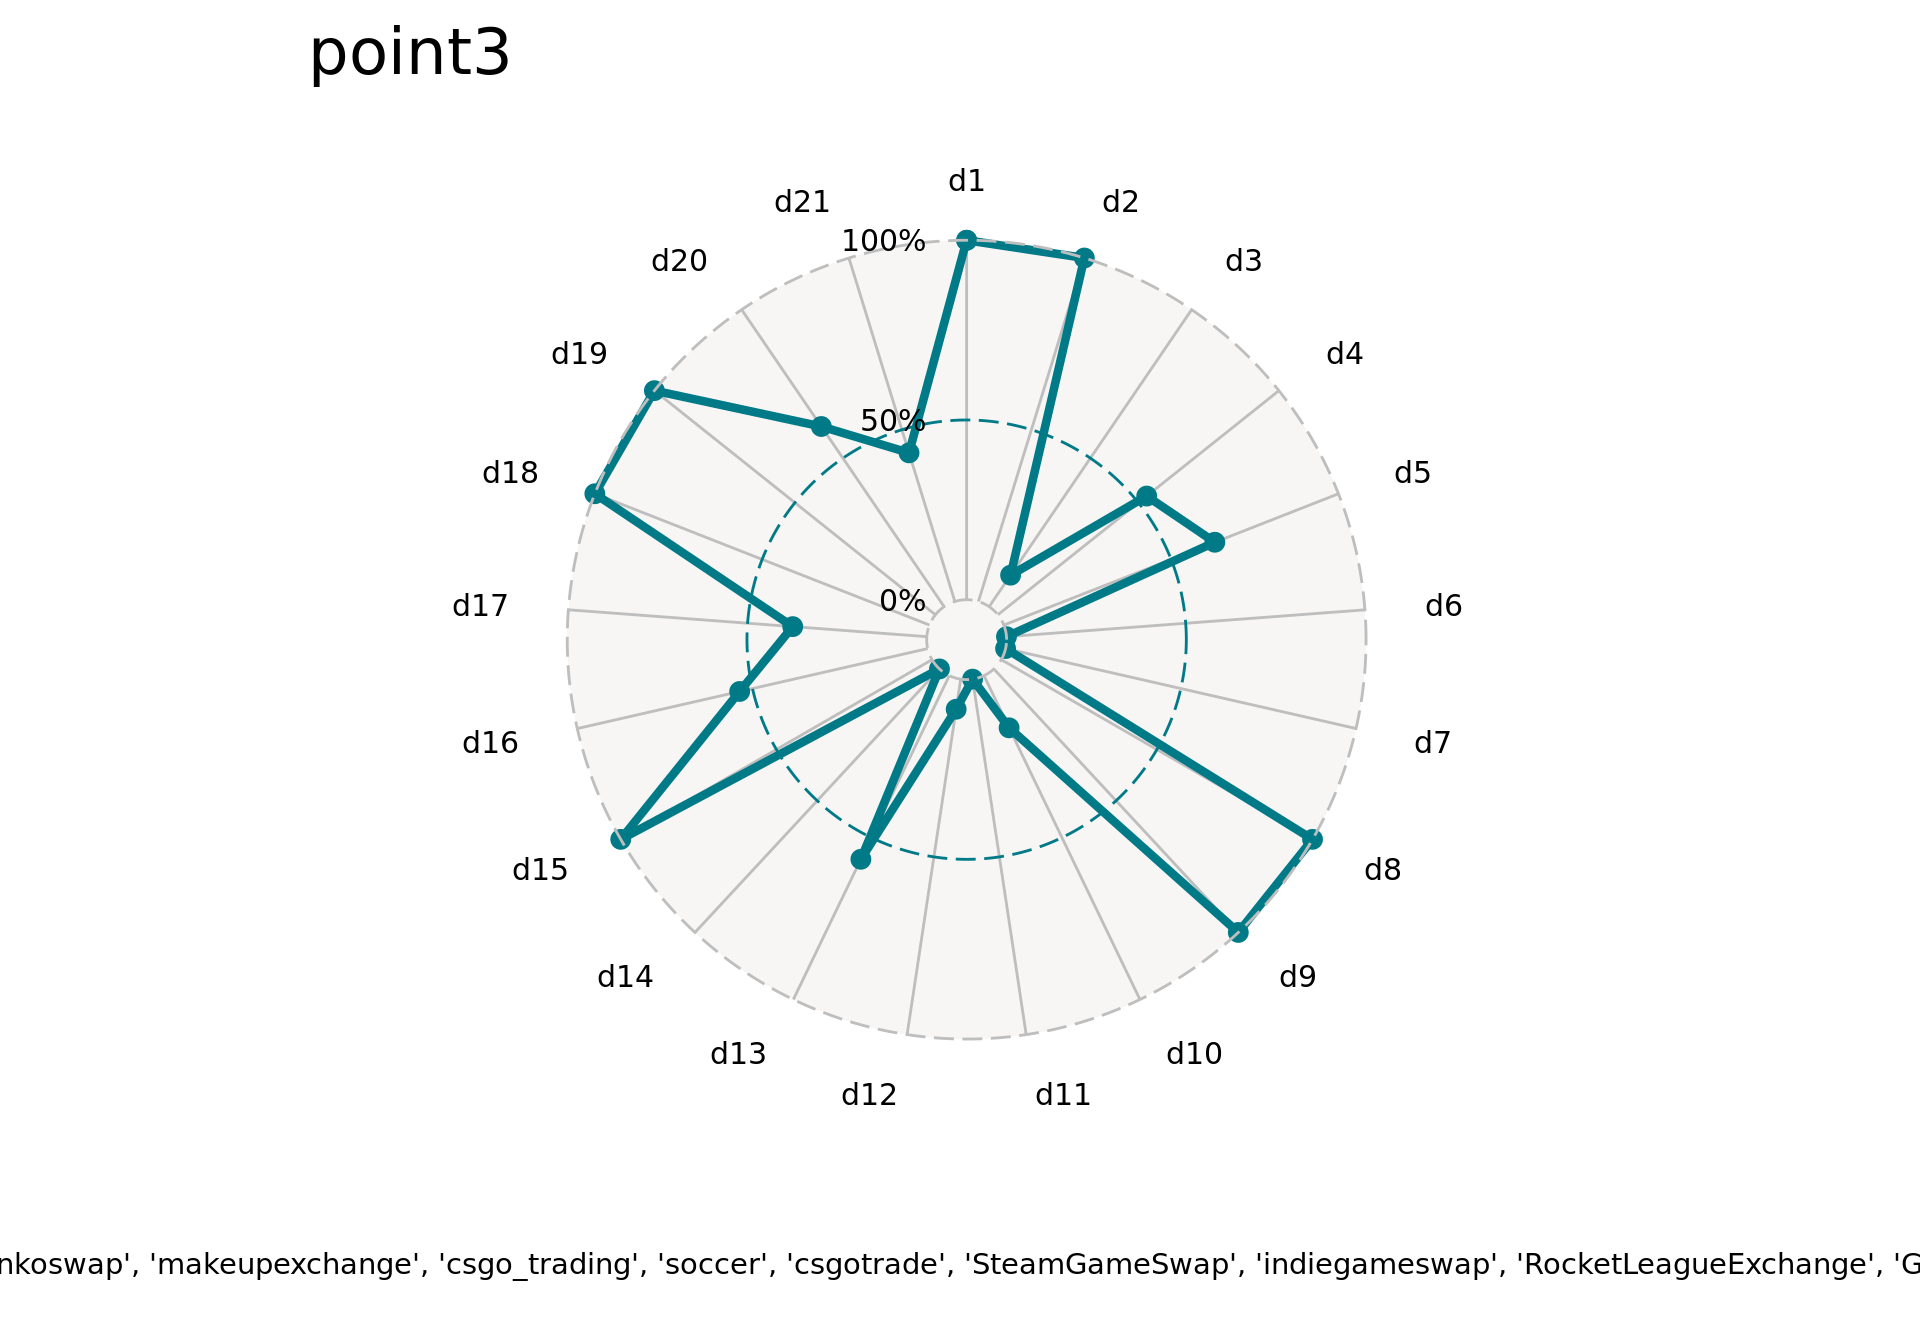 point3
d1
d2
d3
d4
d5
d6
d7
d8
d9
d10
d11
d12
d13
d14
d15
d16
d17
d18
d19
d20
d21
100%
50%
0%
nkoswap', 'makeupexchange', 'csgo_trading', 'soccer', 'csgotrade', 'SteamGameSwap', 'indiegameswap', 'RocketLeagueExchange', 'G